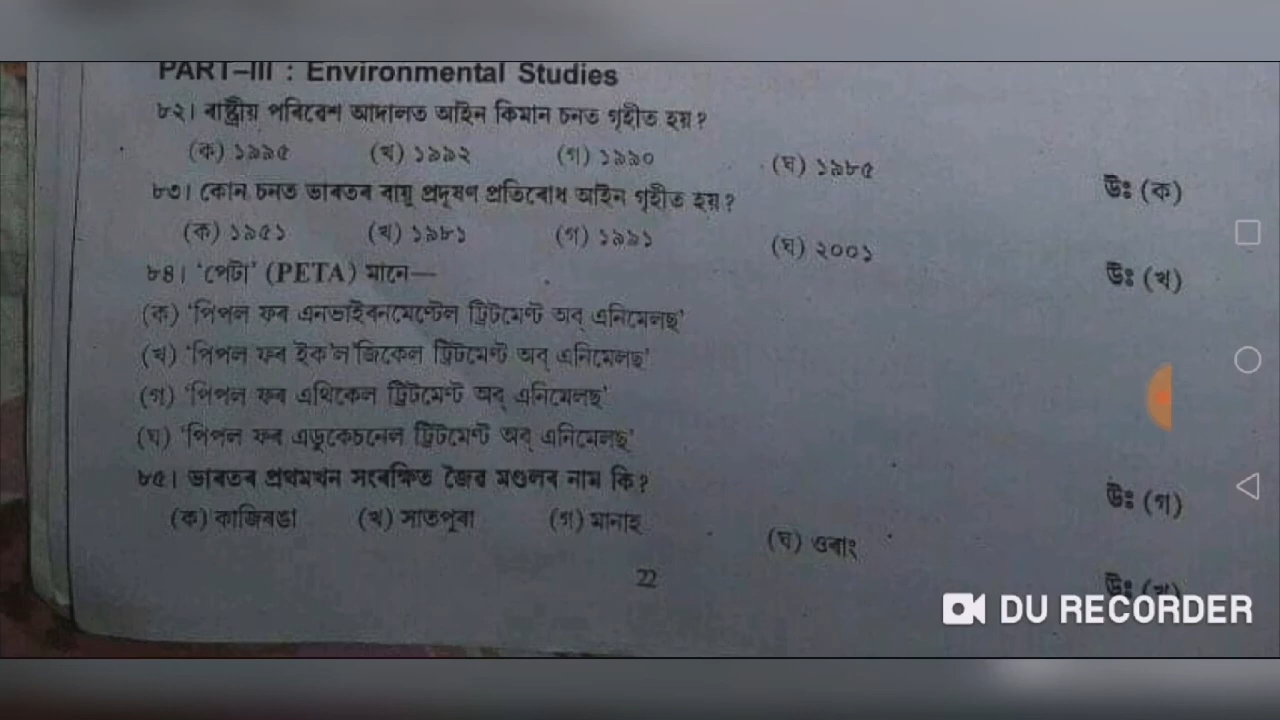 PART–III : Environmental Studies
৮২। ৰাষ্ট্ৰীয় পৰিবেশ আদালত আইন কিমান চনত গৃহীত হয়?
(ক) ১৯৯৫ (খ) ১৯৯২ (গ) ১৯৯০ (ঘ) ১৯৮৫
উঃ (ক)
৮৩। কোন চনত ভাৰতৰ বায়ু প্ৰদূষণ প্ৰতিৰোধ আইন গৃহীত হয়?
(ক) ১৯৫১ (খ) ১৯৮১ (গ) ১৯৯১ (ঘ) ২০০১
উঃ (খ)
৮৪। ‘পেটা’ (PETA) মানে—
(ক) ‘পিপল ফৰ এনভাইৰনমেণ্টেল ট্ৰিটমেণ্ট অব্ এনিমেলছ’
(খ) ‘পিপল ফৰ ইক’ল’জিকেল ট্ৰিটমেণ্ট অব্ এনিমেলছ’
(গ) ‘পিপল ফৰ এথিকেল ট্ৰিটমেণ্ট অব্ এনিমেলছ’
(ঘ) ‘পিপল ফৰ এডুকেচনেল ট্ৰিটমেণ্ট অব্ এনিমেলছ’
উঃ (গ)
৮৫। ভাৰতৰ প্ৰথমখন সংৰক্ষিত জৈৱ মণ্ডলৰ নাম কি?
(ক) কাজিৰঙা (খ) সাতপুৰা (গ) মানাহ (ঘ) ওৰাং
উঃ
22
DU RECORDER